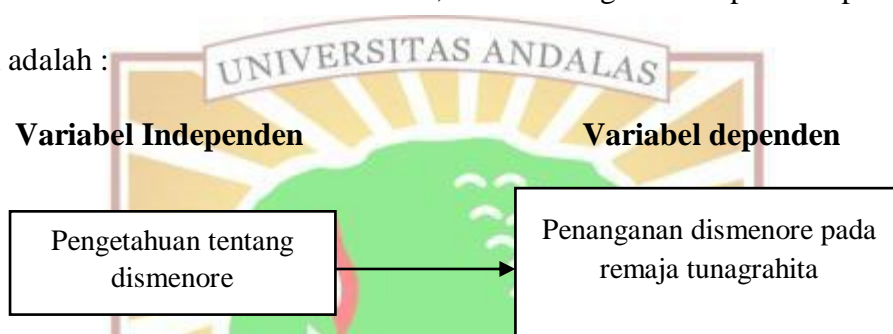 adalah :
UNIVERSITAS ANDALAS
Variabel Independen
Variabel dependen
Pengetahuan tentang
dismenore
Penanganan dismenore pada
remaja tunagrahita